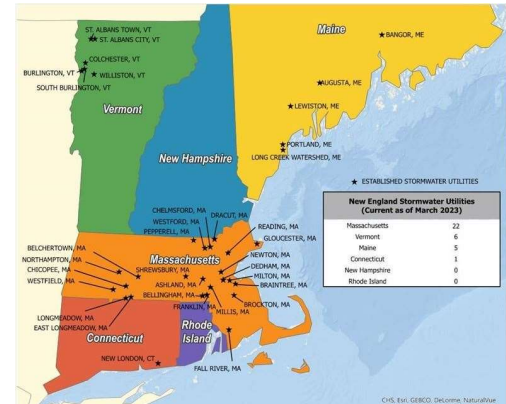 ST. ALBANS TOWN, VT
ST. ALBANS CITY, VT
COLCHESTER, VT
BURLINGTON, VT
WILLISTON, VT
SOUTH BURLINGTON, VT
Vermont
New Hampshire
Maine
BANGOR, ME
AUGUSTA, ME
LEWISTON, ME
PORTLAND, ME
LONG CREEK WATERSHED, ME
★ ESTABLISHED STORMWATER UTILITIES
New England Stormwater Utilities
(Current as of March 2023)
Massachusetts 22
Vermont 6
Maine 5
Connecticut 1
New Hampshire 0
Rhode Island 0
CHELMSFORD, MA
WESTFORD, MA
DRACUT, MA
PEPPERELL, MA
READING, MA
GLOUCESTER, MA
Massachusetts
BELCHERTOWN, MA
NORTHAMPTON, MA
CHICOPEE, MA
WESTFIELD, MA
SHREWSBURY, MA
NEWTON, MA
DEDHAM, MA
MILTON, MA
BRAINTREE, MA
ASHLAND, MA
BELLINGHAM, MA
FRANKLIN, MA
MILLIS, MA
BROCKTON, MA
LONGMEADOW, MA
EAST LONGMEADOW, MA
Connecticut
Rhode
Island
NEW LONDON, CT
FALL RIVER, MA
CHS, Esri, GEBCO, DeLorme, NaturalVue